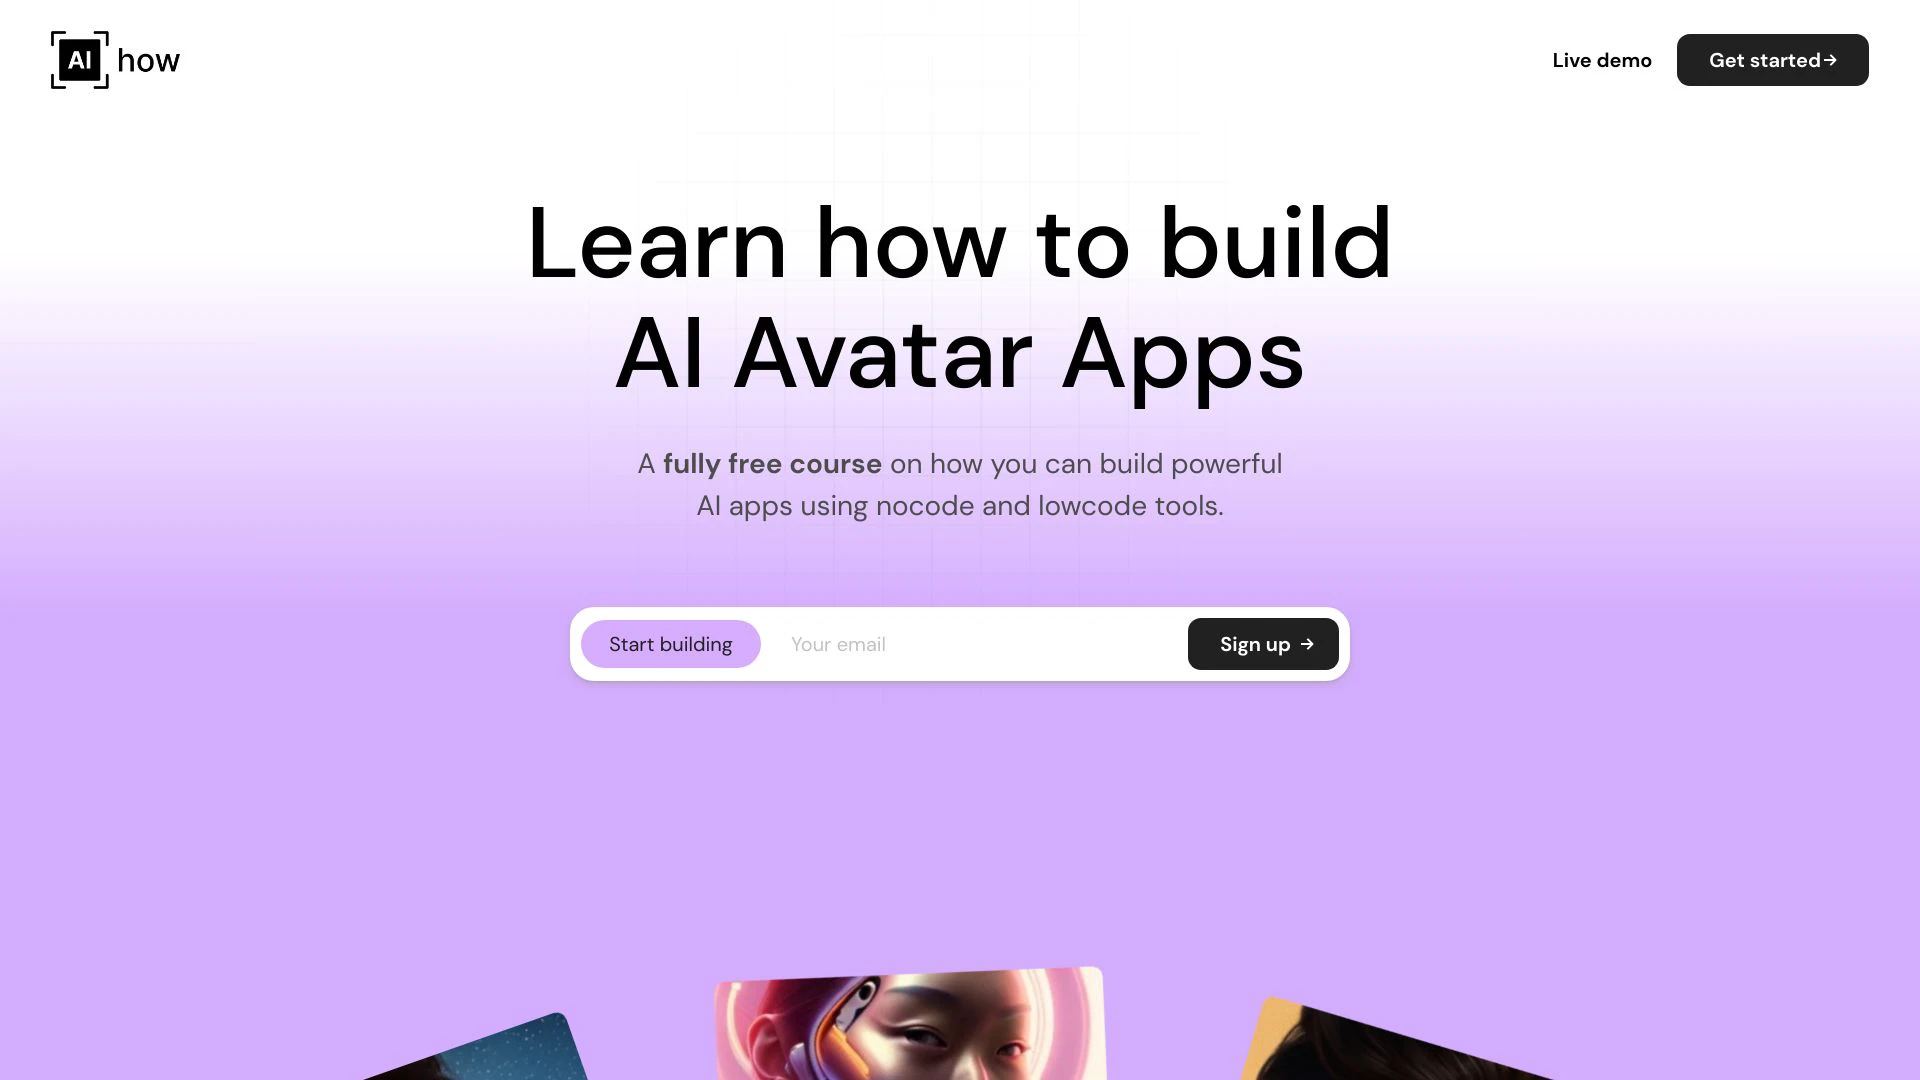 AI how
Live demo
Get started→
Learn how to build
AI Avatar Apps
A fully free course on how you can build powerful
AI apps using nocode and lowcode tools.
Start building
Your email
Sign up →